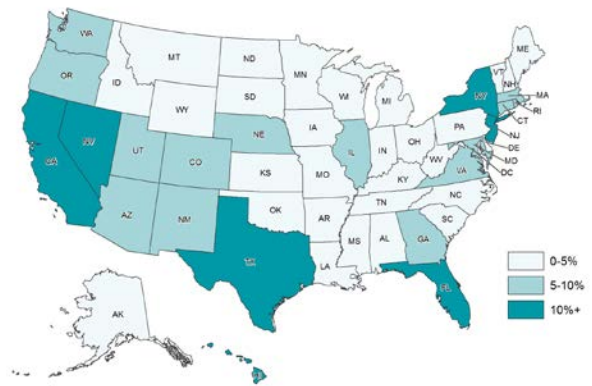 WA
MT
ND
MN
ME
VT
NH
OR
ID
SD
WI
MI
NY
MA
RI
CT
WY
IA
PA
NJ
NV
NE
IL
IN
OH
DE
MD
DC
CA
UT
CO
KS
MO
WV
VA
KY
NC
AZ
NM
OK
AR
TN
SC
TX
MS
AL
GA
LA
FL
AK
HI
0-5%
5-10%
10%+